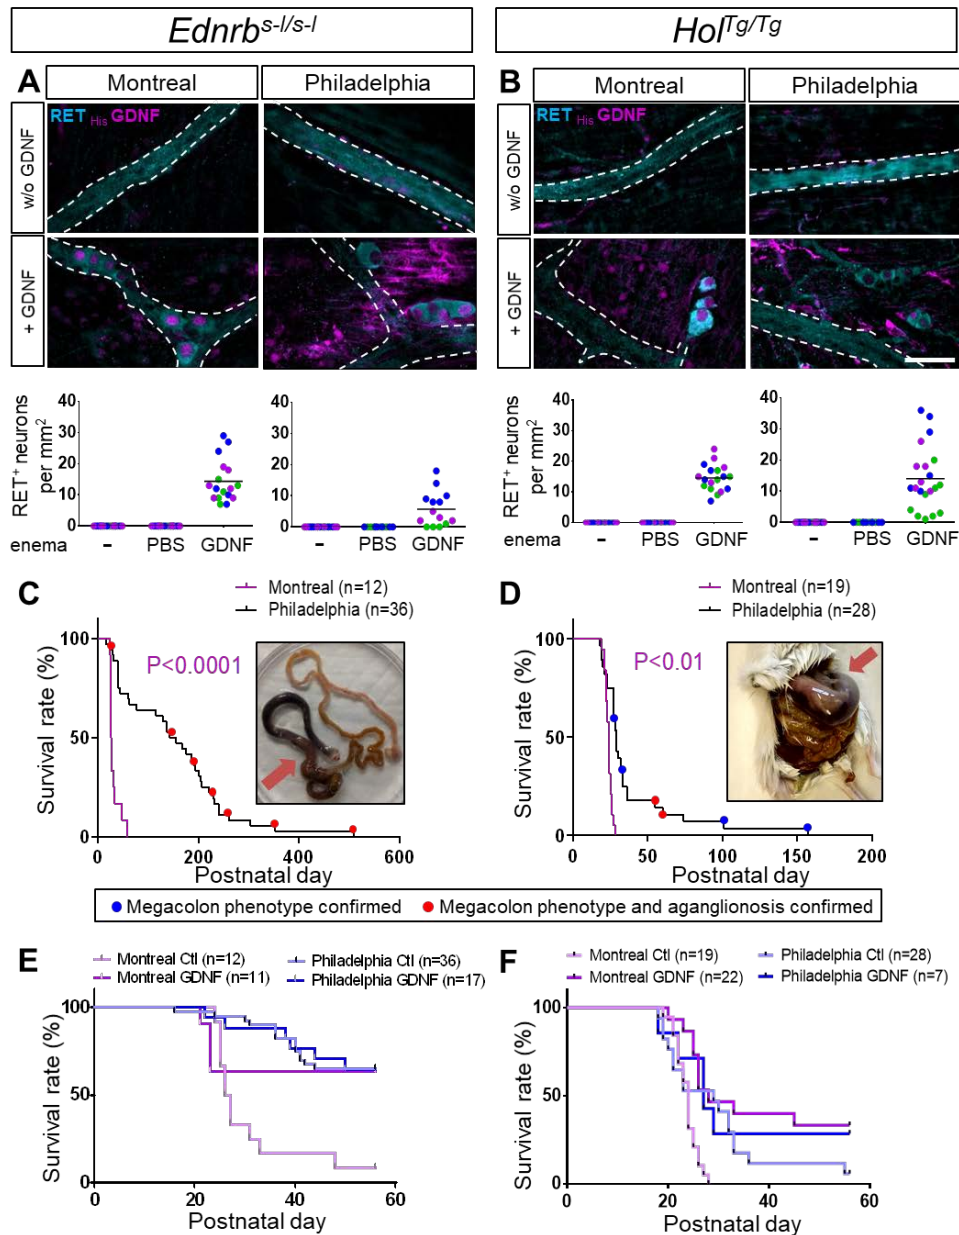 Ednrb^s-l/s-l
Hol^Tg/Tg
A
Montreal
Philadelphia
B
Montreal
Philadelphia
w/o GDNF
RET His GDNF
w/o GDNF
RET His GDNF
+ GDNF
+ GDNF
RET+ neurons
per mm2
40
30
20
10
0
40
30
20
10
0
RET+ neurons
per mm2
40
30
20
10
0
40
30
20
10
0
enema
-
PBS
GDNF
-
PBS
GDNF
enema
-
PBS
GDNF
-
PBS
GDNF
C
Montreal (n=12)
Philadelphia (n=36)
Survival rate (%)
100
50
0
P<0.0001
0
200
400
600
Postnatal day
D
Montreal (n=19)
Philadelphia (n=28)
Survival rate (%)
100
50
0
P<0.01
0
50
100
150
200
Postnatal day
Megacolon phenotype confirmed
Megacolon phenotype and aganglionosis confirmed
E
Montreal Ctl (n=12)
Philadelphia Ctl (n=36)
Montreal GDNF (n=11)
Philadelphia GDNF (n=17)
Survival rate (%)
100
50
0
0
20
40
60
Postnatal day
F
Montreal Ctl (n=19)
Philadelphia Ctl (n=28)
Montreal GDNF (n=22)
Philadelphia GDNF (n=7)
Survival rate (%)
100
50
0
0
20
40
60
Postnatal day